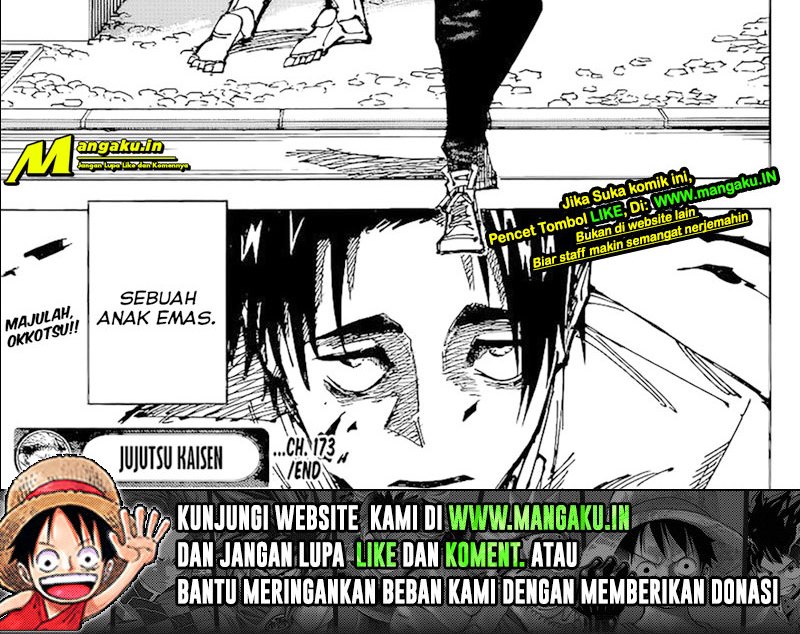 Mangaku.in
Jangan Lupa Like dan Komennya
Jika Suka komik ini,
Pencet Tombol LIKE, Di: WWW.mangaku.IN
Bukan di website lain
Biar staff makin semangat nerjemahin
SEBUAH
ANAK EMAS.
MAJULAH,
OKKOTSU!!
JUJUTSU KAISEN
...CH. 173
/END
KUNJUNGI WEBSITE KAMI DI WWW.MANGAKU.IN
DAN JANGAN LUPA LIKE DAN KOMENT. ATAU
BANTU MERINGANKAN BEBAN KAMI DENGAN MEMBERIKAN DONASI